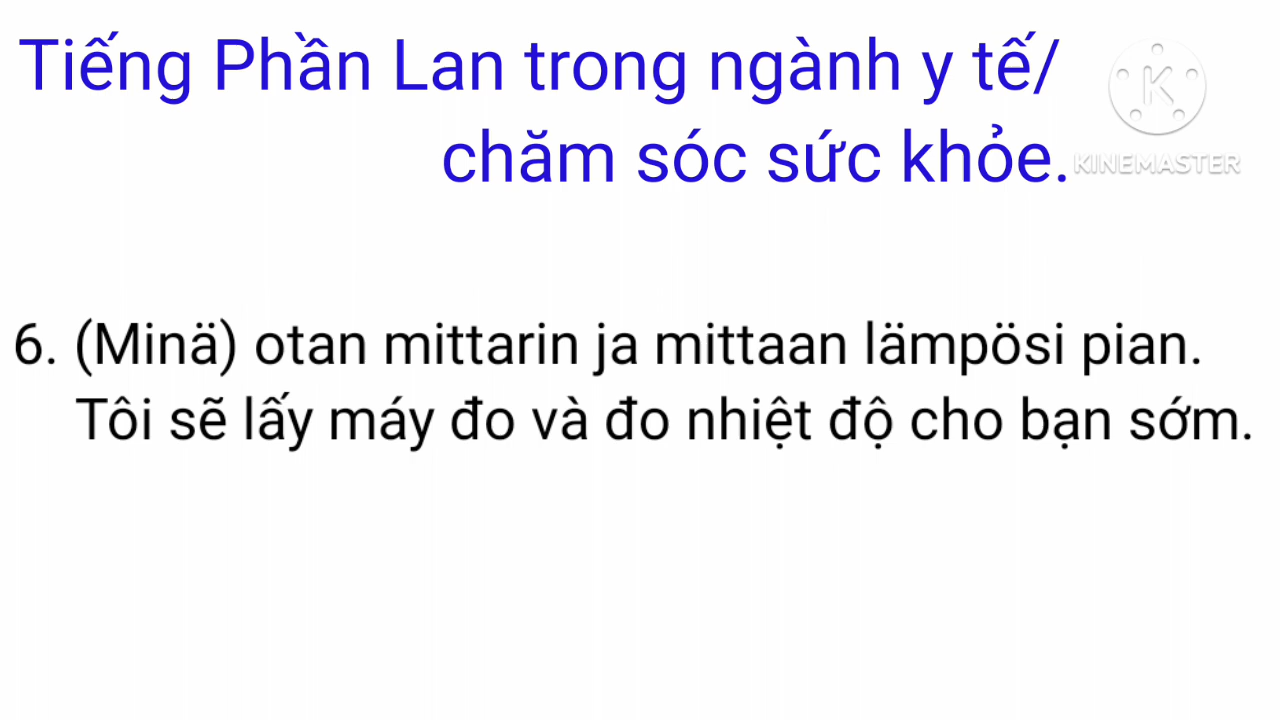 Tiếng Phần Lan trong ngành y tế/
chăm sóc sức khỏe.
K
KINEMASTER
6. (Minä) otan mittarin ja mittaan lämpösi pian.
Tôi sẽ lấy máy đo và đo nhiệt độ cho bạn sớm.